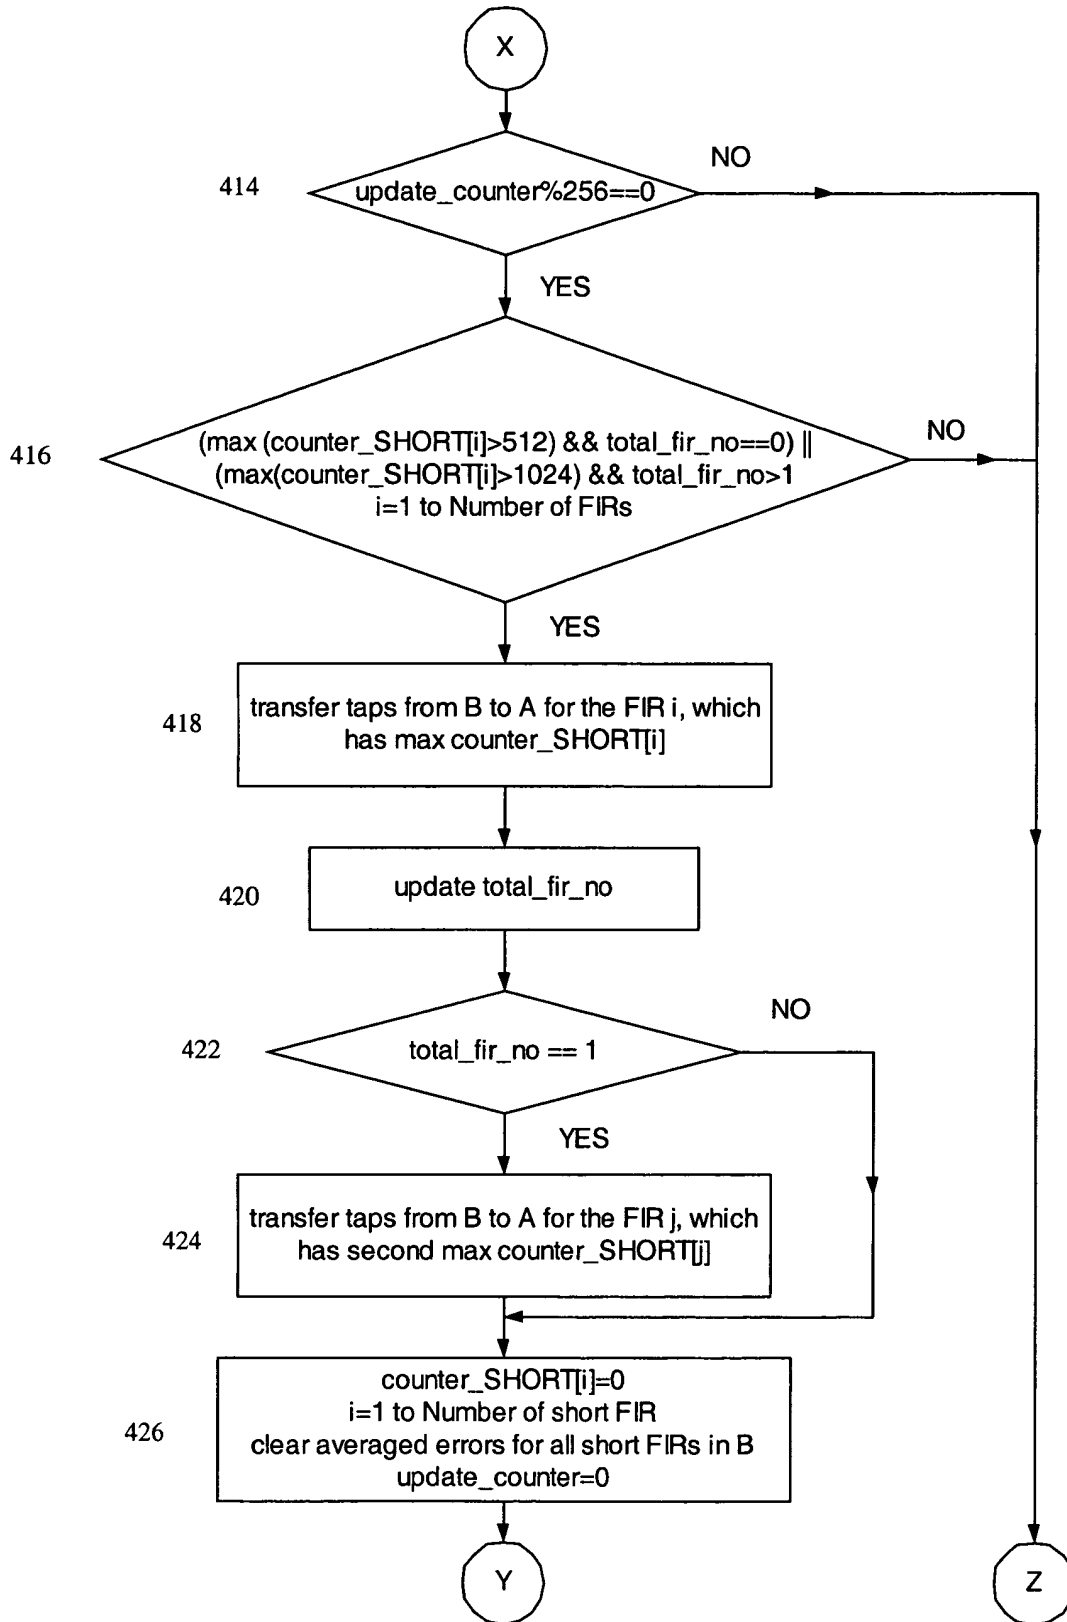 X
414
update_counter%256==0
NO
YES
416
(max (counter_SHORT[i]>512) && total_fir_no==0) ||
(max(counter_SHORT[i]>1024) && total_fir_no>1
i=1 to Number of FIRs
NO
YES
418
transfer taps from B to A for the FIR i, which
has max counter_SHORT[i]
420
update total_fir_no
422
total_fir_no == 1
NO
YES
424
transfer taps from B to A for the FIR j, which
has second max counter_SHORT[j]
426
counter_SHORT[i]=0
i=1 to Number of short FIR
clear averaged errors for all short FIRs in B
update_counter=0
Y
Z